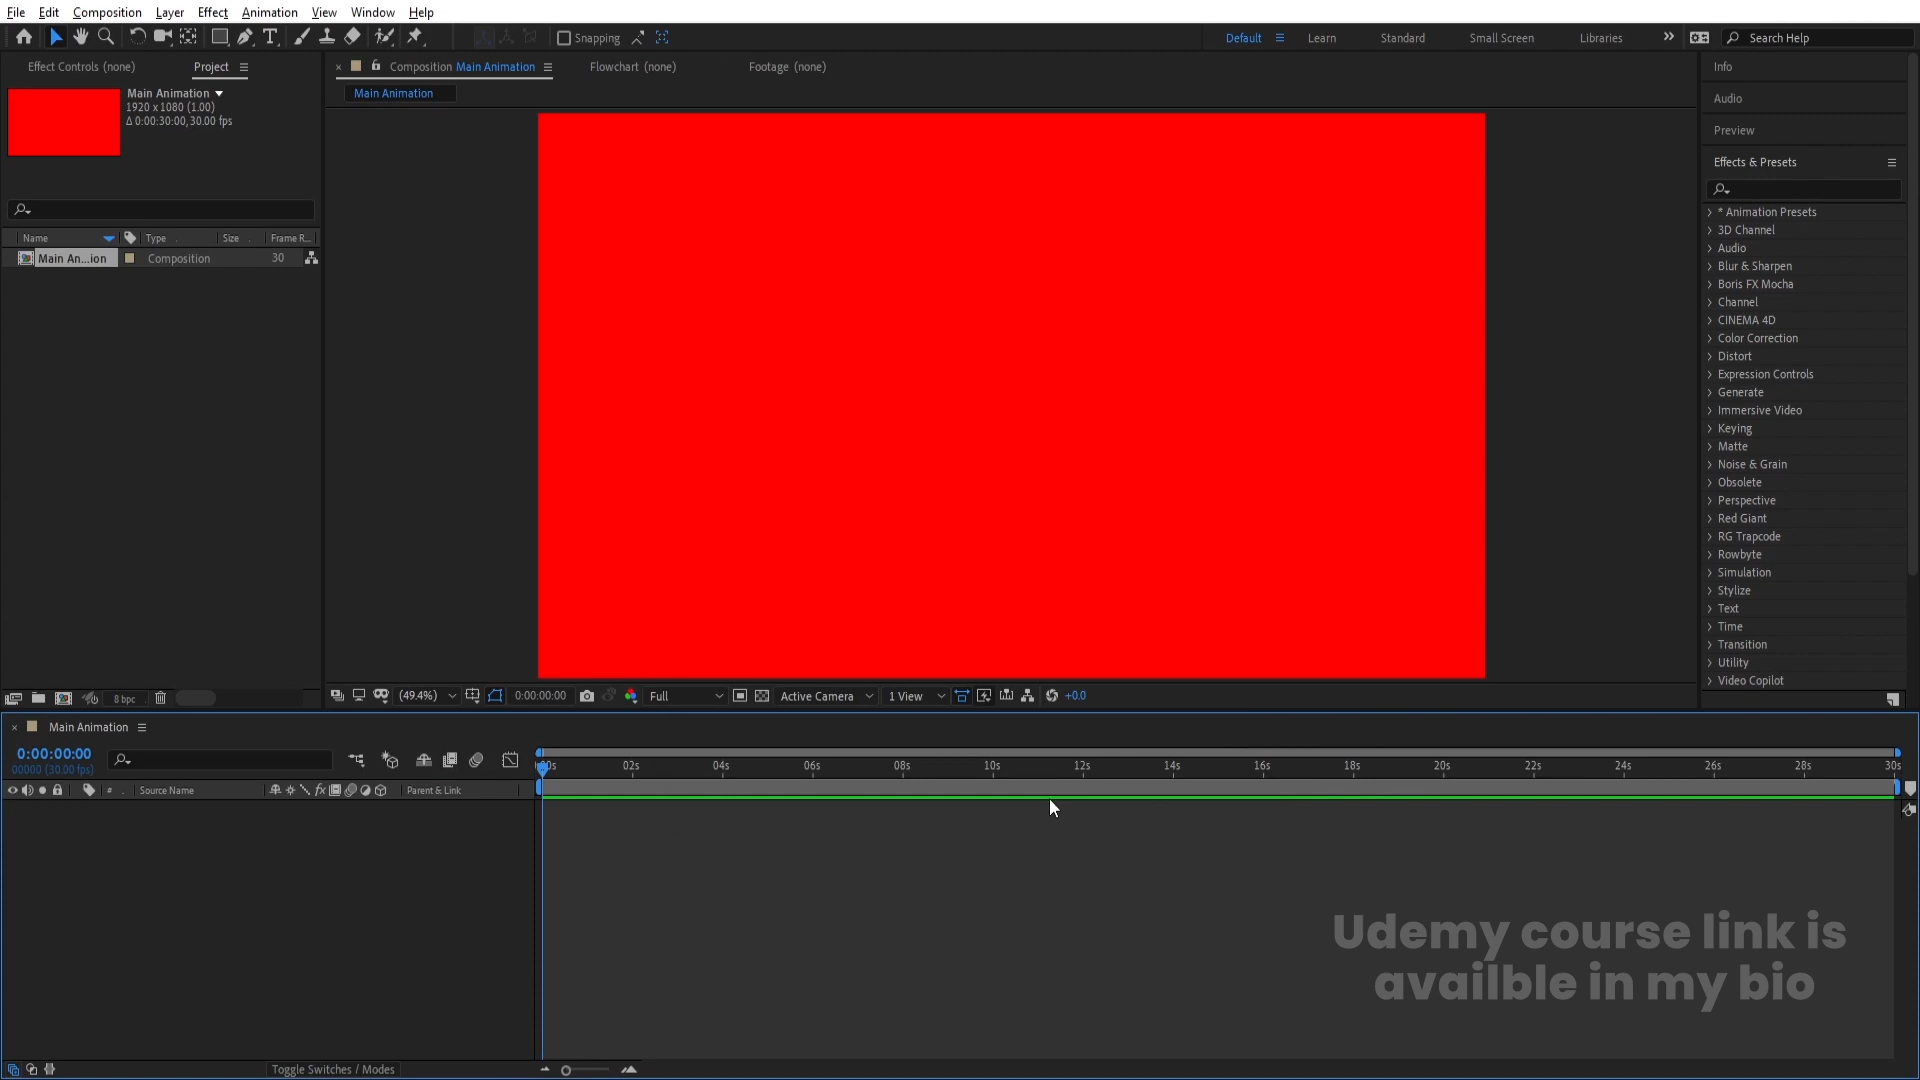 File Edit Composition Layer Effect Animation View Window Help
Snapping
Default Learn Standard Small Screen Libraries Search Help
Effect Controls (none) Project
Composition Main Animation Flowchart (none) Footage (none)
Main Animation
Main Animation
1920 x 1080 (1.00)
Δ 0:00:30:00, 30.00 fps
Name Type Size Frame R...
Main An...ion Composition 30
8 bpc
(49.4%) 0:00:00:00 Full Active Camera 1 View +0.0
Info
Audio
Preview
Effects & Presets
* Animation Presets
3D Channel
Audio
Blur & Sharpen
Boris FX Mocha
Channel
CINEMA 4D
Color Correction
Distort
Expression Controls
Generate
Immersive Video
Keying
Matte
Noise & Grain
Obsolete
Perspective
Red Giant
RG Trapcode
Rowbyte
Simulation
Stylize
Text
Time
Transition
Utility
Video Copilot
Main Animation
0:00:00:00
00000 (30.00 fps)
02s 04s 06s 08s 10s 12s 14s 16s 18s 20s 22s 24s 26s 28s 30s
# Source Name fx Parent & Link
Udemy course link is
availble in my bio
Toggle Switches / Modes